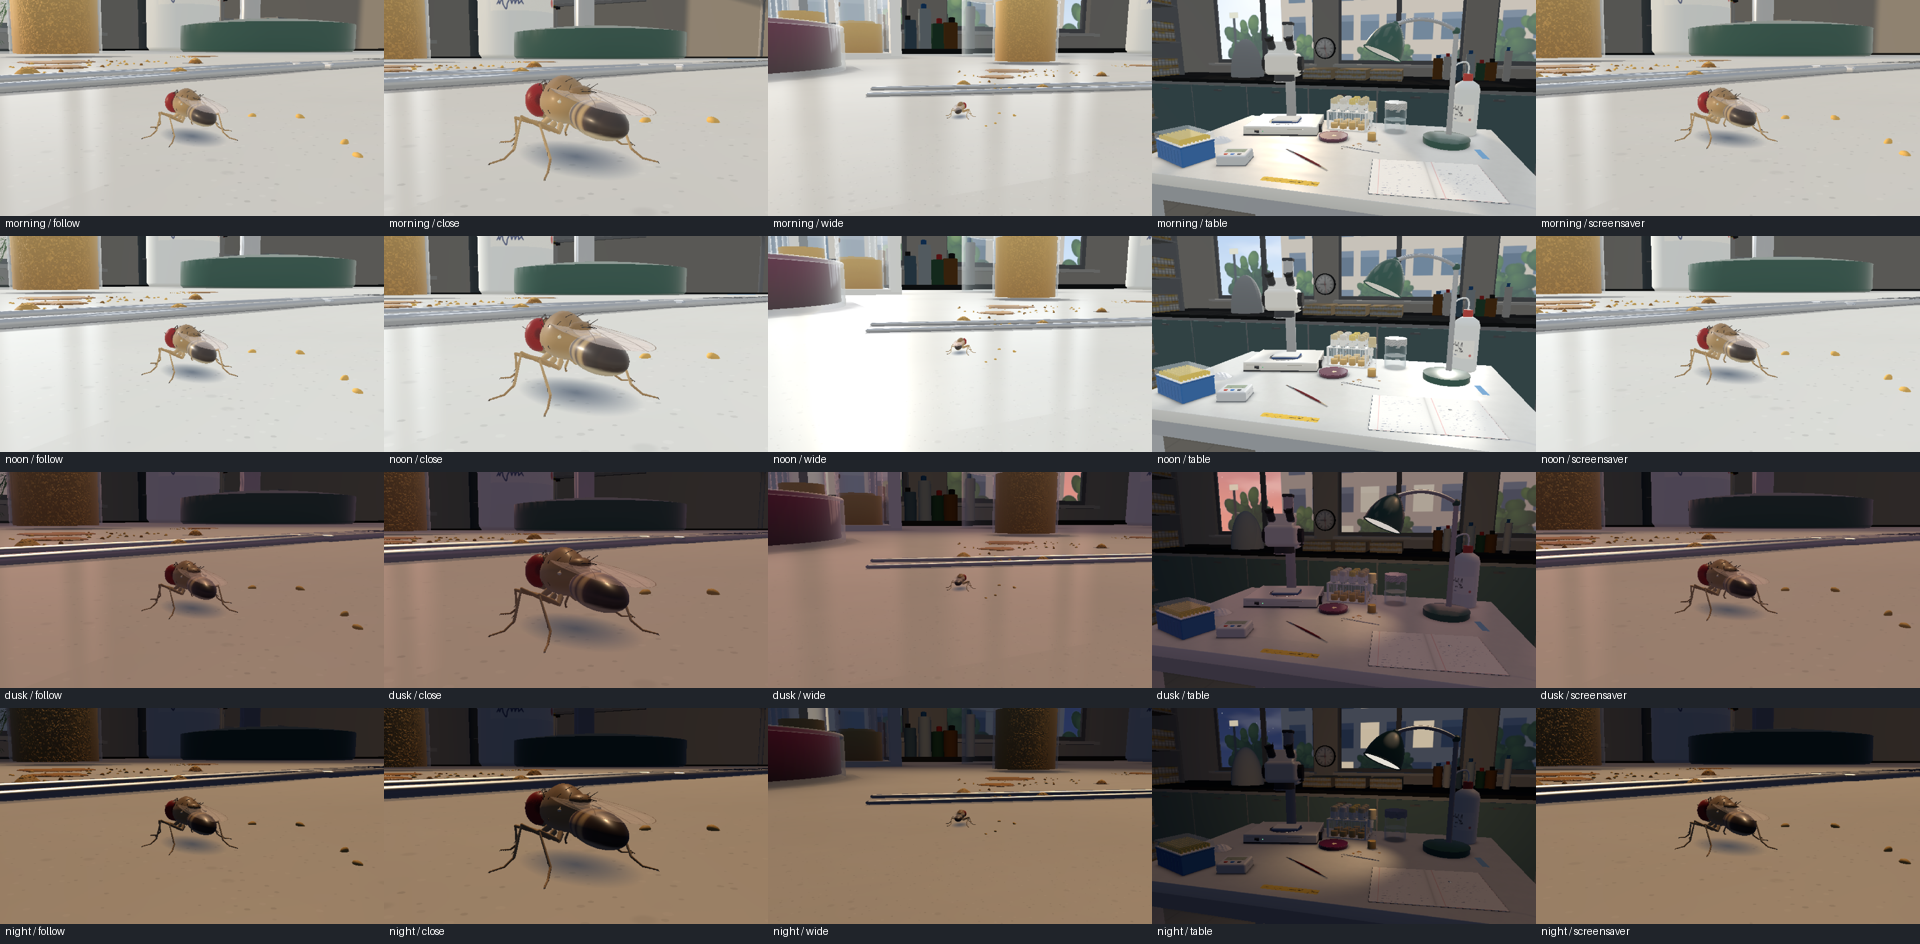 morning / follow
morning / close
morning / wide
morning / table
morning / screensaver
noon / follow
noon / close
noon / wide
noon / table
noon / screensaver
dusk / follow
dusk / close
dusk / wide
dusk / table
dusk / screensaver
night / follow
night / close
night / wide
night / table
night / screensaver